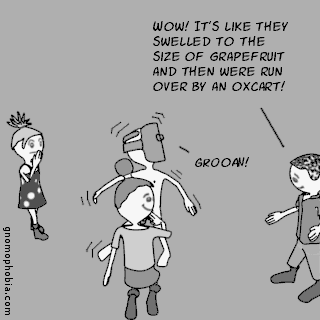 WOW! IT'S LIKE THEY
SWELLED TO THE
SIZE OF GRAPEFRUIT
AND THEN WERE RUN
OVER BY AN OXCART!
GROOAN!
gnomophobia.com